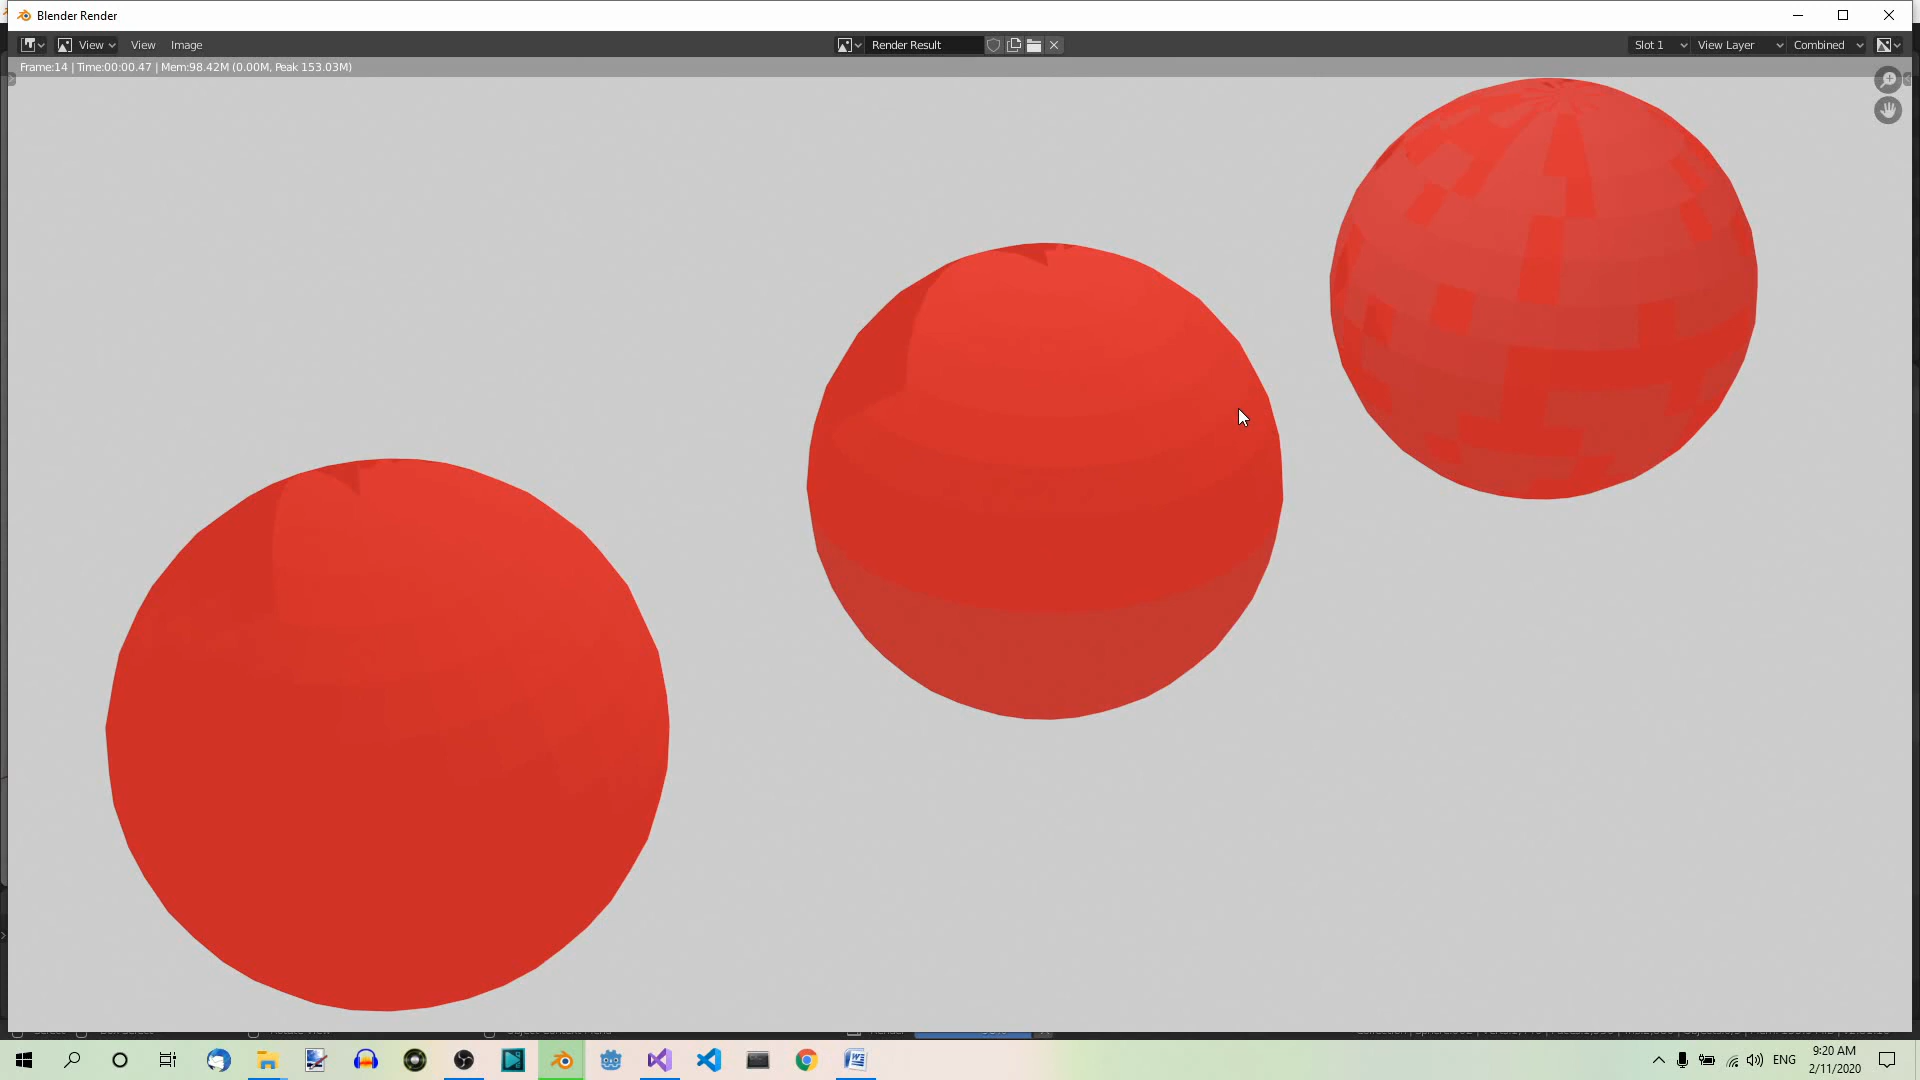 Blender Render
View View Image Render Result Slot 1 View Layer Combined
Frame:14 | Time:00:00.47 | Mem:98.42M (0.00M, Peak 153.03M)
ENG
9:20 AM
2/11/2020